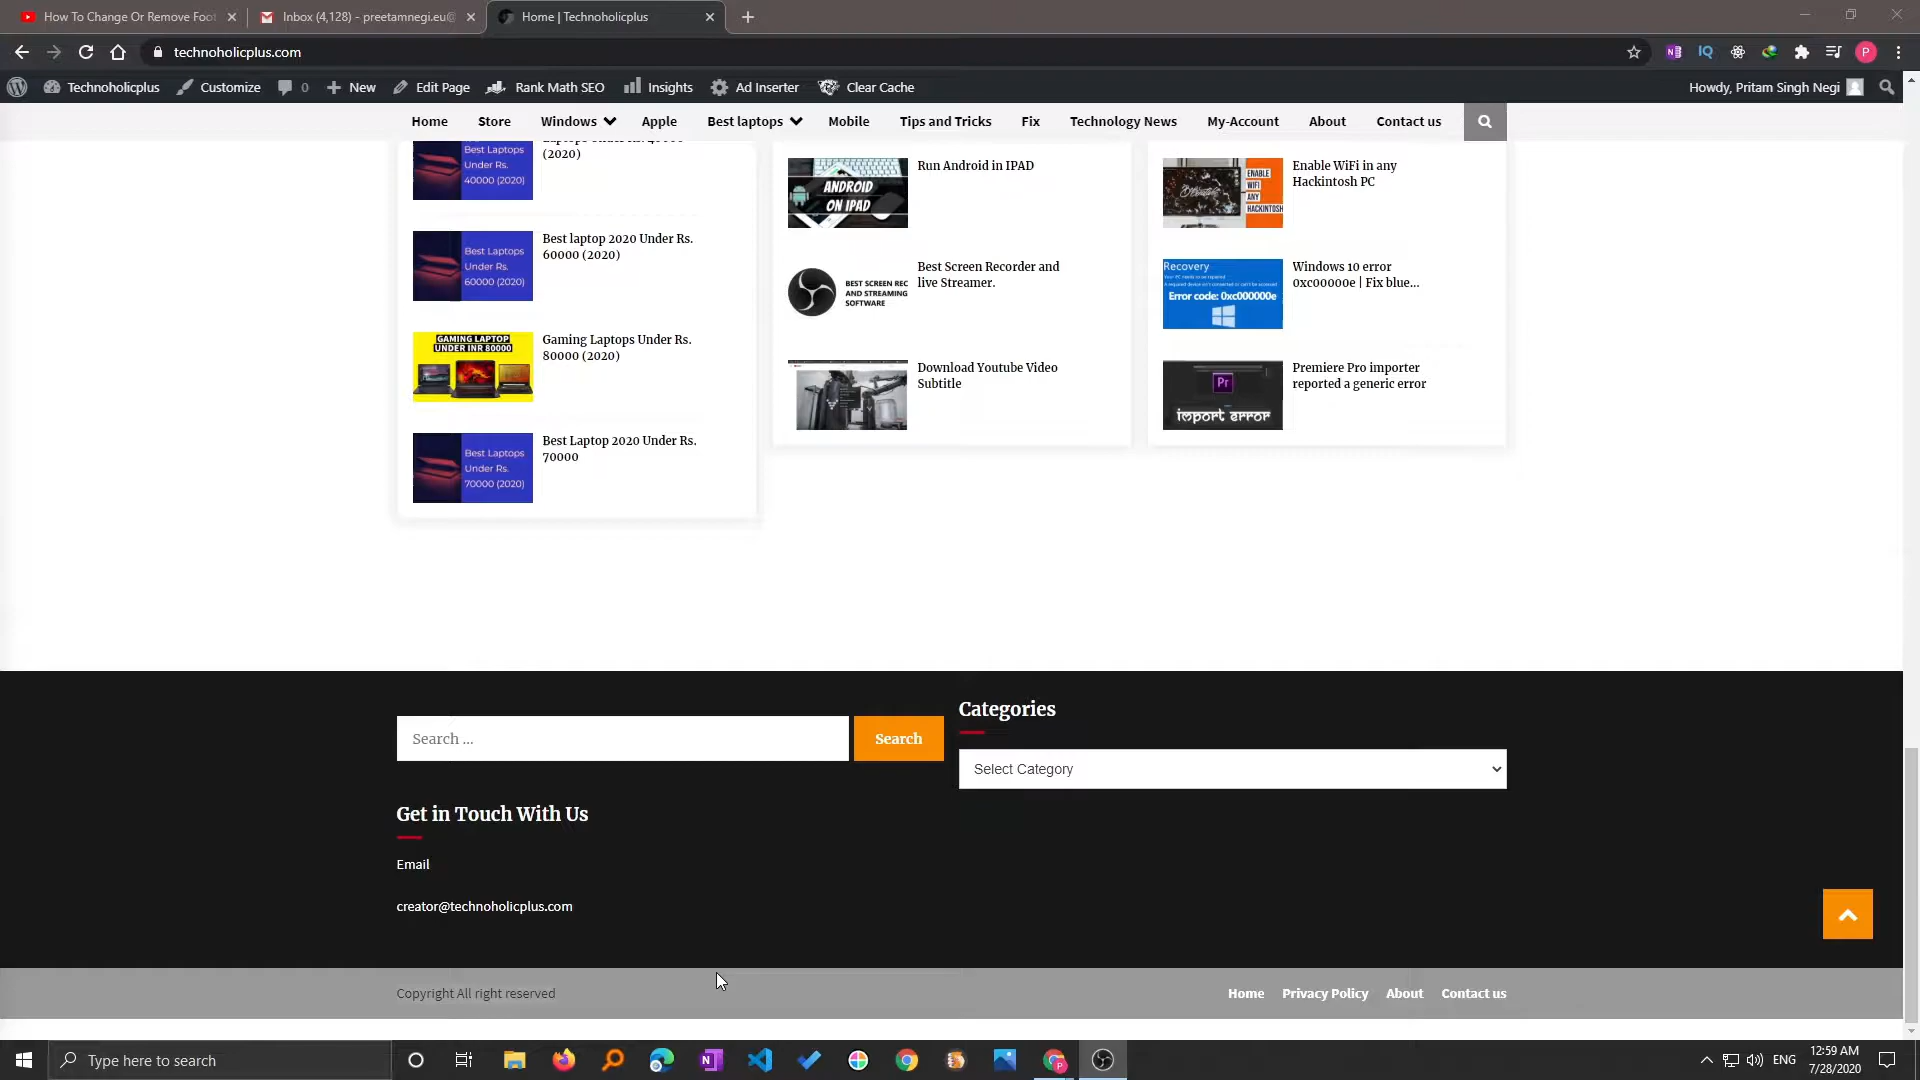 How To Change Or Remove Foot
Inbox (4,128) - preetamnegi.eu@
Home | Technoholicplus
technoholicplus.com
Technoholicplus
Customize
0
New
Edit Page
Rank Math SEO
Insights
Ad Inserter
Clear Cache
Howdy, Pritam Singh Negi
Home
Store
Windows
Apple
Best laptops
Mobile
Tips and Tricks
Fix
Technology News
My-Account
About
Contact us
Best Laptops
Under Rs.
40000 (2020)
(2020)
Best Laptops
Under Rs.
60000 (2020)
Best laptop 2020 Under Rs.
60000 (2020)
GAMING LAPTOP
UNDER INR 80000
Gaming Laptops Under Rs.
80000 (2020)
Best Laptops
Under Rs.
70000 (2020)
Best Laptop 2020 Under Rs.
70000
ANDROID
ON IPAD
Run Android in IPAD
BEST SCREEN REC
AND STREAMING
SOFTWARE
Best Screen Recorder and
live Streamer.
Download Youtube Video
Subtitle
ENABLE
WIFI
ANY
HACKINTOSH
Enable WiFi in any
Hackintosh PC
Recovery
Error code: 0xc000000e
Windows 10 error
0xc00000e | Fix blue...
Pr
import error
Premiere Pro importer
reported a generic error
Search ...
Search
Categories
Select Category
Get in Touch With Us
Email
creator@technoholicplus.com
Copyright All right reserved
Home
Privacy Policy
About
Contact us
Type here to search
ENG
12:59 AM
7/28/2020